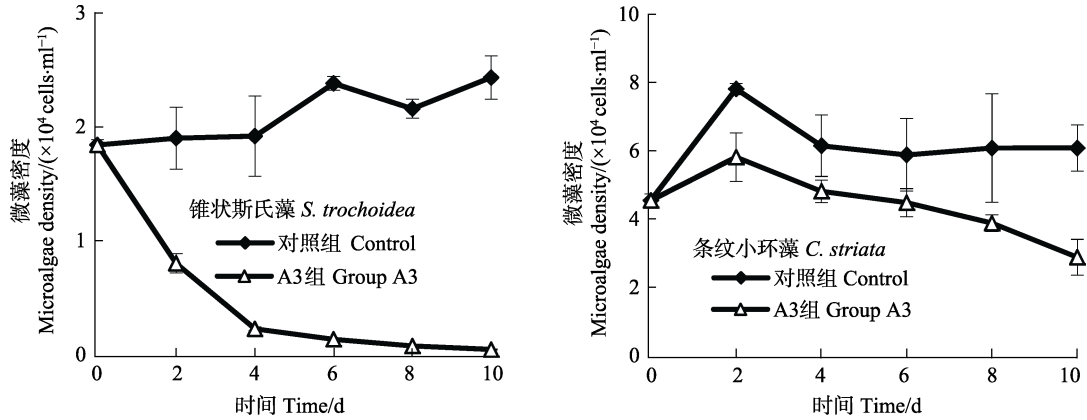 微藻密度
Microalgae density/(×10⁴ cells·ml⁻¹)
3
2
1
0
锥状斯氏藻 S. trochoidea
对照组 Control
A3组 Group A3
0 2 4 6 8 10
时间 Time/d
微藻密度
Microalgae density/(×10⁴ cells·ml⁻¹)
10
8
6
4
2
0
条纹小环藻 C. striata
对照组 Control
A3组 Group A3
0 2 4 6 8 10
时间 Time/d